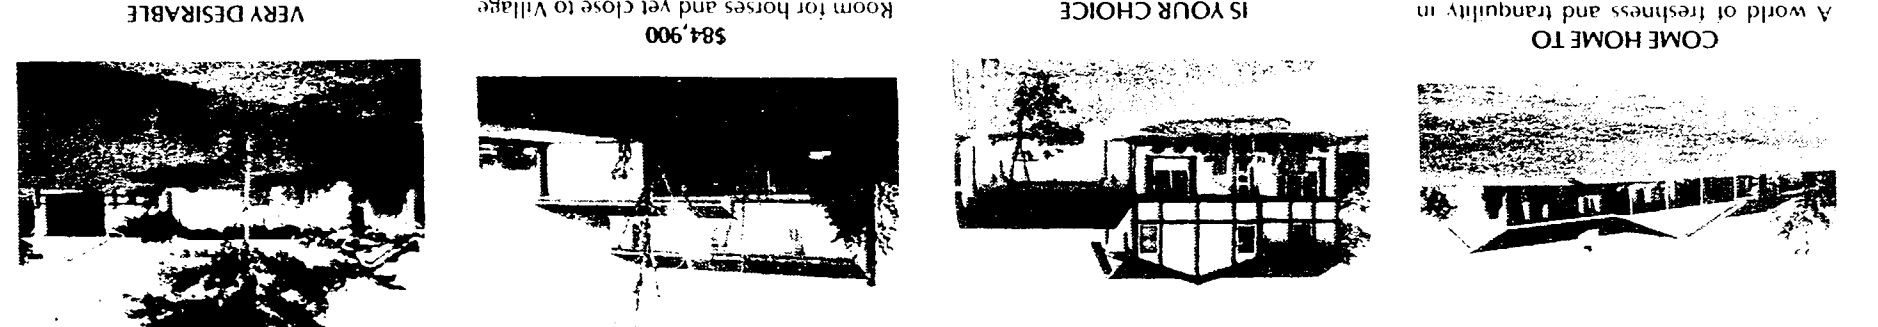 COME HOME TO
A world of freshness and tranquility in
IS YOUR CHOICE
$84,900
Room for horses and yet close to Village
VERY DESIRABLE